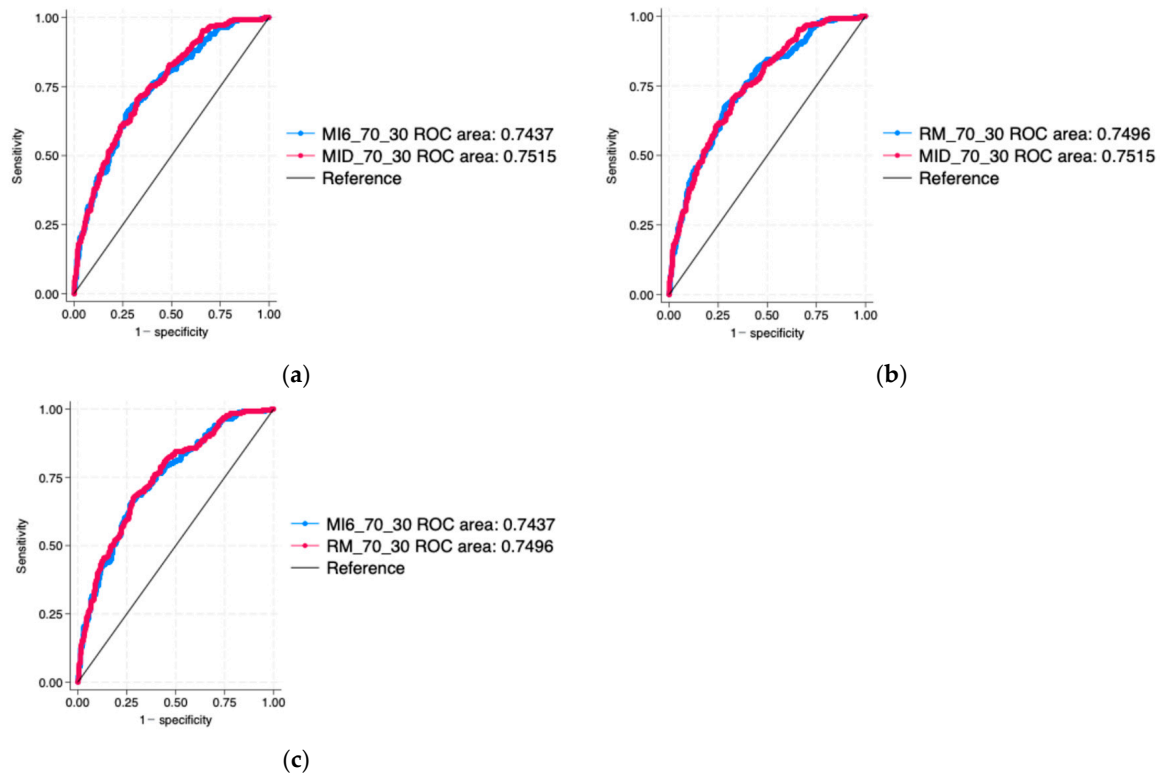 1.00
0.75
0.50
0.25
0.00
Sensitivity
0.00 0.25 0.50 0.75 1.00
1− specificity
MI6_70_30 ROC area: 0.7437
MID_70_30 ROC area: 0.7515
Reference
(a)
1.00
0.75
0.50
0.25
0.00
Sensitivity
0.00 0.25 0.50 0.75 1.00
1− specificity
RM_70_30 ROC area: 0.7496
MID_70_30 ROC area: 0.7515
Reference
(b)
1.00
0.75
0.50
0.25
0.00
Sensitivity
0.00 0.25 0.50 0.75 1.00
1− specificity
MI6_70_30 ROC area: 0.7437
RM_70_30 ROC area: 0.7496
Reference
(c)